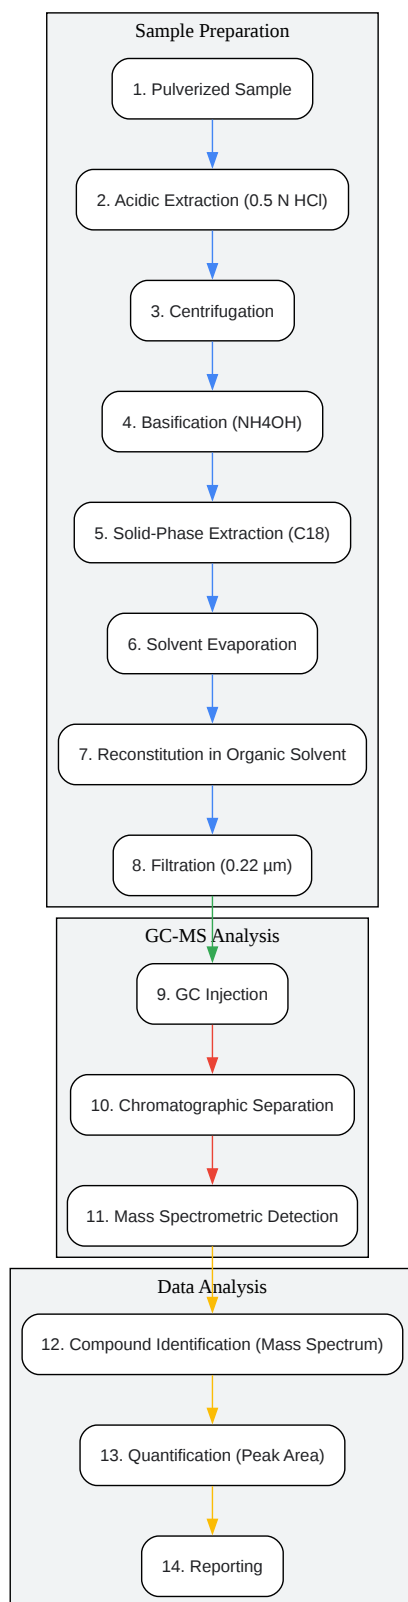 Sample Preparation
1. Pulverized Sample
2. Acidic Extraction (0.5 N HCl)
3. Centrifugation
4. Basification (NH4OH)
5. Solid-Phase Extraction (C18)
6. Solvent Evaporation
7. Reconstitution in Organic Solvent
8. Filtration (0.22 µm)
GC-MS Analysis
9. GC Injection
10. Chromatographic Separation
11. Mass Spectrometric Detection
Data Analysis
12. Compound Identification (Mass Spectrum)
13. Quantification (Peak Area)
14. Reporting